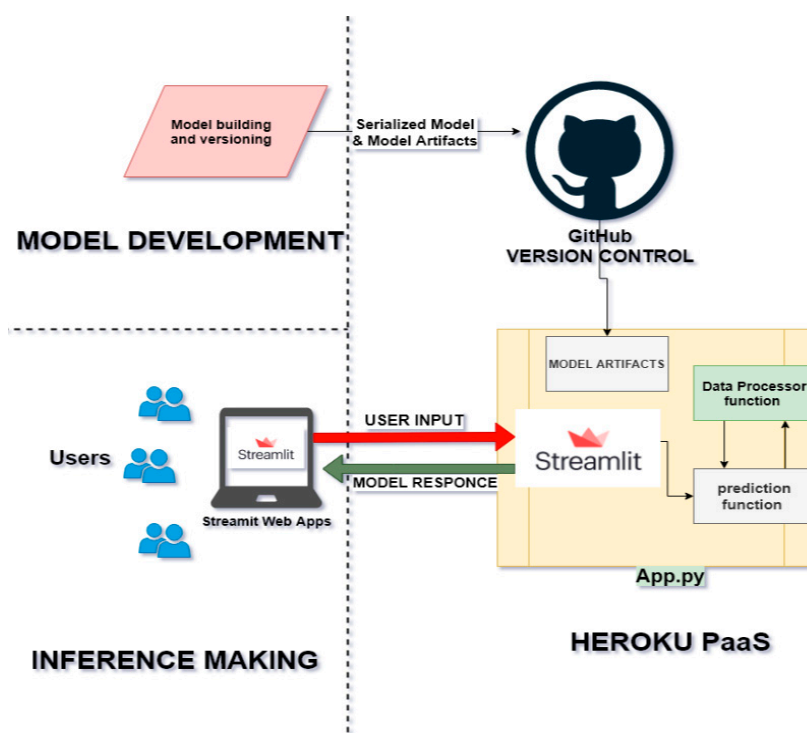 Model building
and versioning
Serialized Model
& Model Artifacts
MODEL DEVELOPMENT
GitHub
VERSION CONTROL
MODEL ARTIFACTS
Data Processor
function
USER INPUT
Streamlit
Streamlit
Users
MODEL RESPONCE
prediction
function
Streamit Web Apps
App.py
HEROKU PaaS
INFERENCE MAKING